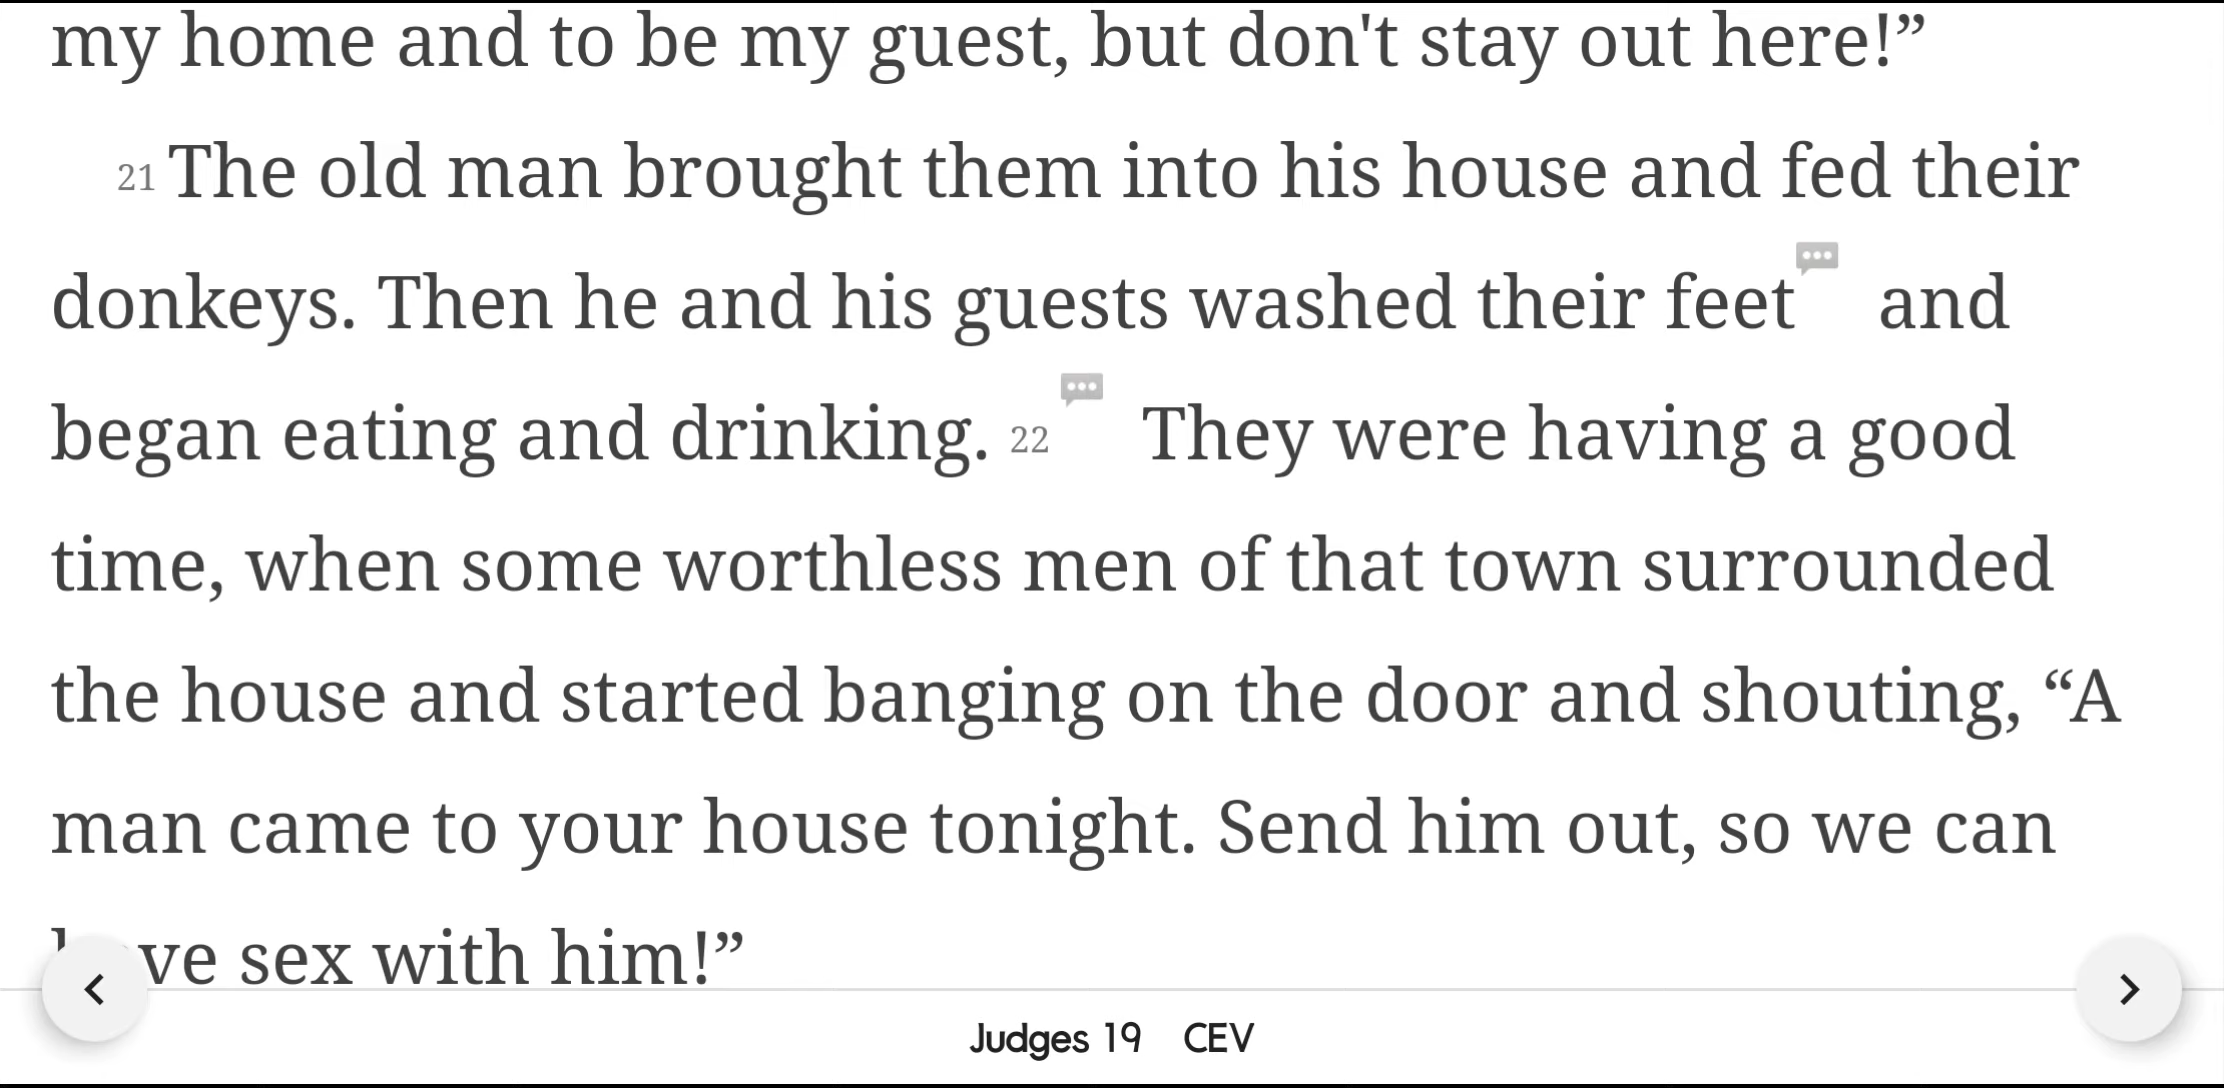 my home and to be my guest, but don't stay out here!”
21 The old man brought them into his house and fed their
donkeys. Then he and his guests washed their feet and
began eating and drinking. 22 They were having a good
time, when some worthless men of that town surrounded
the house and started banging on the door and shouting, “A
man came to your house tonight. Send him out, so we can
have sex with him!”
Judges 19 CEV